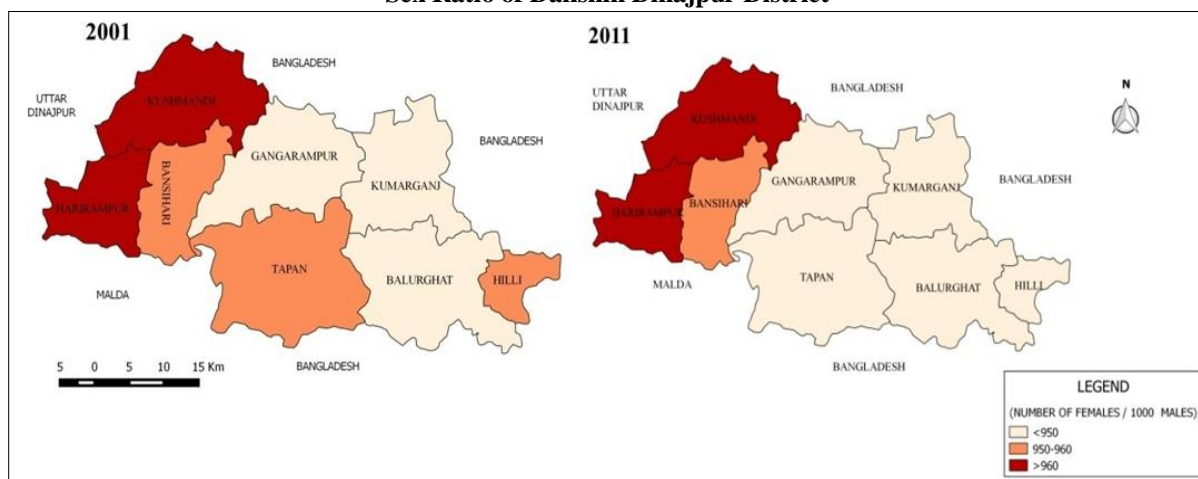 Sex Ratio of Dakshin Dinajpur District
2001
BANGLADESH
UTTAR
DINAJPUR
KUSHMANDI
BANGLADESH
GANGARAMPUR
BANSIHARI
KUMARGANJ
HARIRAMPUR
TAPAN
BALURGHAT
HILLI
MALDA
BANGLADESH
5 0 5 10 15 Km
2011
BANGLADESH
UTTAR
DINAJPUR
N
KUSHMANDI
GANGARAMPUR
KUMARGANJ
BANGLADESH
BANSIHARI
HARIRAMPUR
TAPAN
MALDA
BALURGHAT
HILLI
BANGLADESH
LEGEND
(NUMBER OF FEMALES / 1000 MALES)
<950
950-960
>960